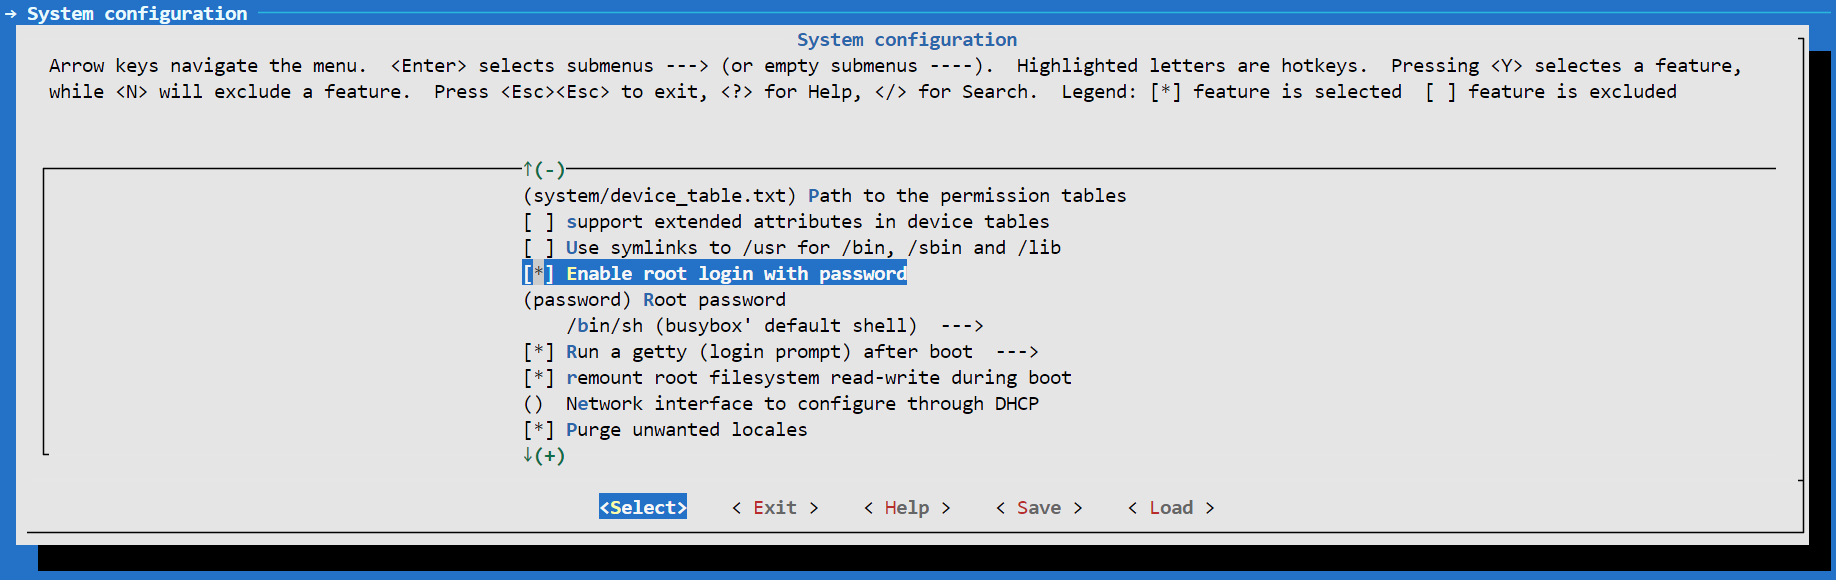 → System configuration
System configuration
Arrow keys navigate the menu.  <Enter> selects submenus ---> (or empty submenus ----).  Highlighted letters are hotkeys.  Pressing <Y> selectes a feature,
while <N> will exclude a feature.  Press <Esc><Esc> to exit, <?> for Help, </> for Search.  Legend: [*] feature is selected  [ ] feature is excluded
↑(-)
(system/device_table.txt) Path to the permission tables
[ ] support extended attributes in device tables
[ ] Use symlinks to /usr for /bin, /sbin and /lib
[*] Enable root login with password
(password) Root password
/bin/sh (busybox' default shell)  --->
[*] Run a getty (login prompt) after boot  --->
[*] remount root filesystem read-write during boot
()  Network interface to configure through DHCP
[*] Purge unwanted locales
↓(+)
<Select>    < Exit >    < Help >    < Save >    < Load >